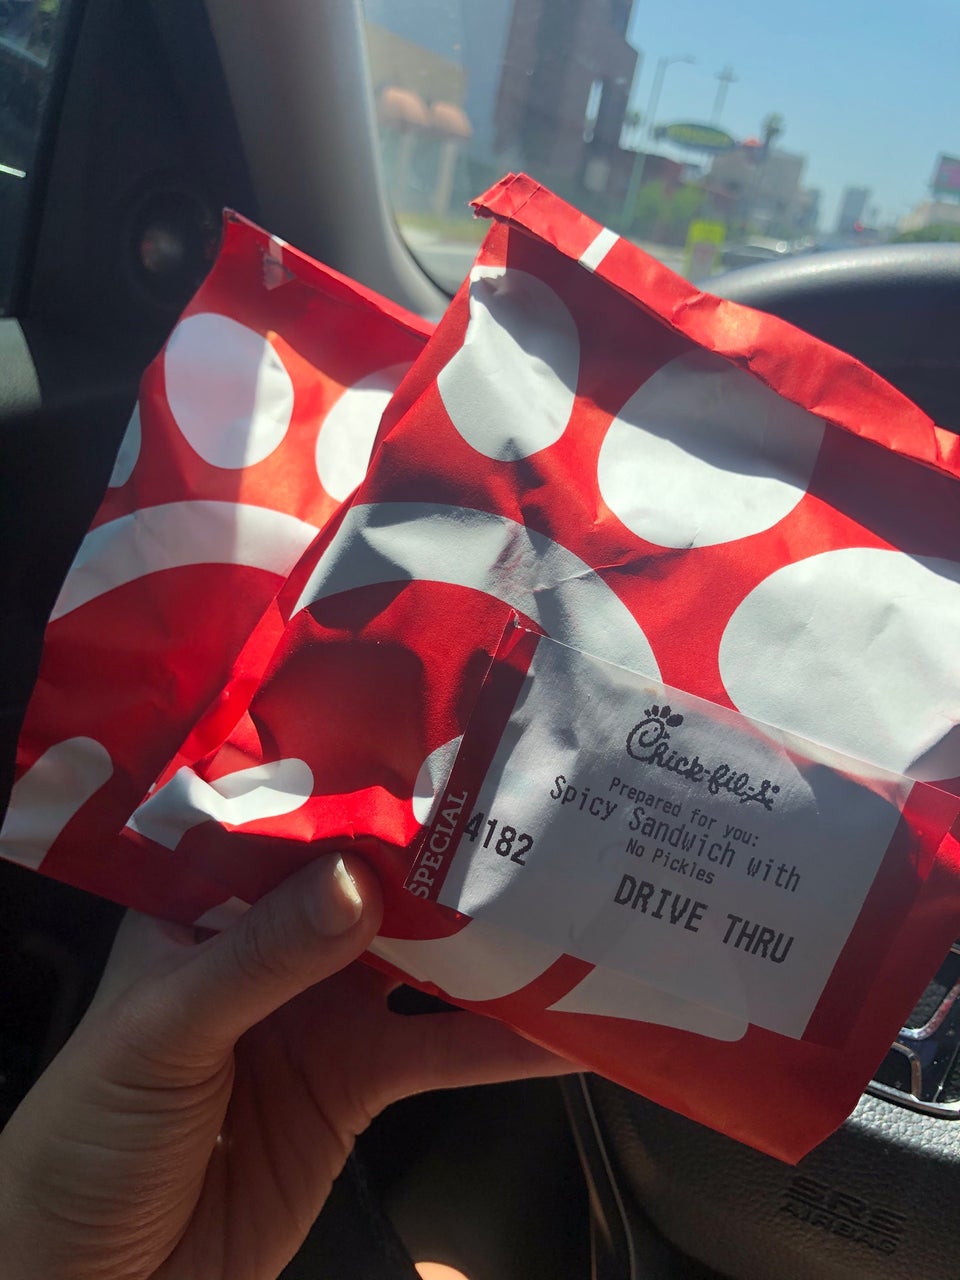 Chick-fil-A
Prepared for you:
Spicy Sandwich with
No Pickles
4182
DRIVE THRU
SPECIAL
SRS
AIRBAG